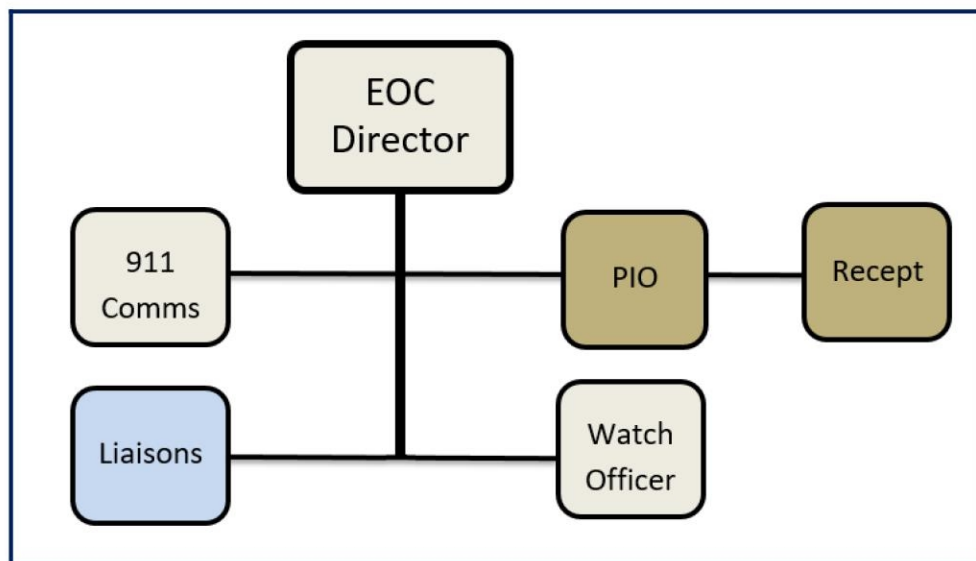 EOC
Director
911
Comms
PIO
Recept
Liaisons
Watch
Officer